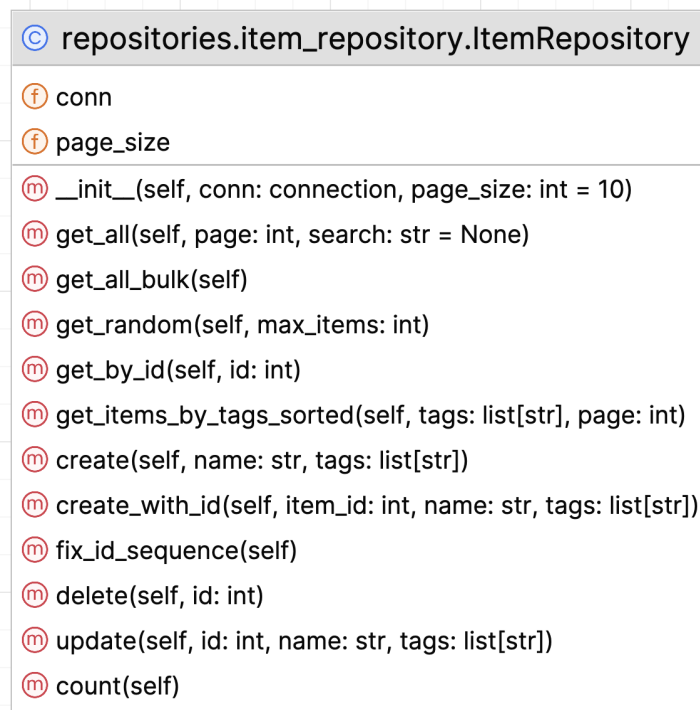 C repositories.item_repository.ItemRepository
f conn
f page_size
m __init__(self, conn: connection, page_size: int = 10)
m get_all(self, page: int, search: str = None)
m get_all_bulk(self)
m get_random(self, max_items: int)
m get_by_id(self, id: int)
m get_items_by_tags_sorted(self, tags: list[str], page: int)
m create(self, name: str, tags: list[str])
m create_with_id(self, item_id: int, name: str, tags: list[str])
m fix_id_sequence(self)
m delete(self, id: int)
m update(self, id: int, name: str, tags: list[str])
m count(self)